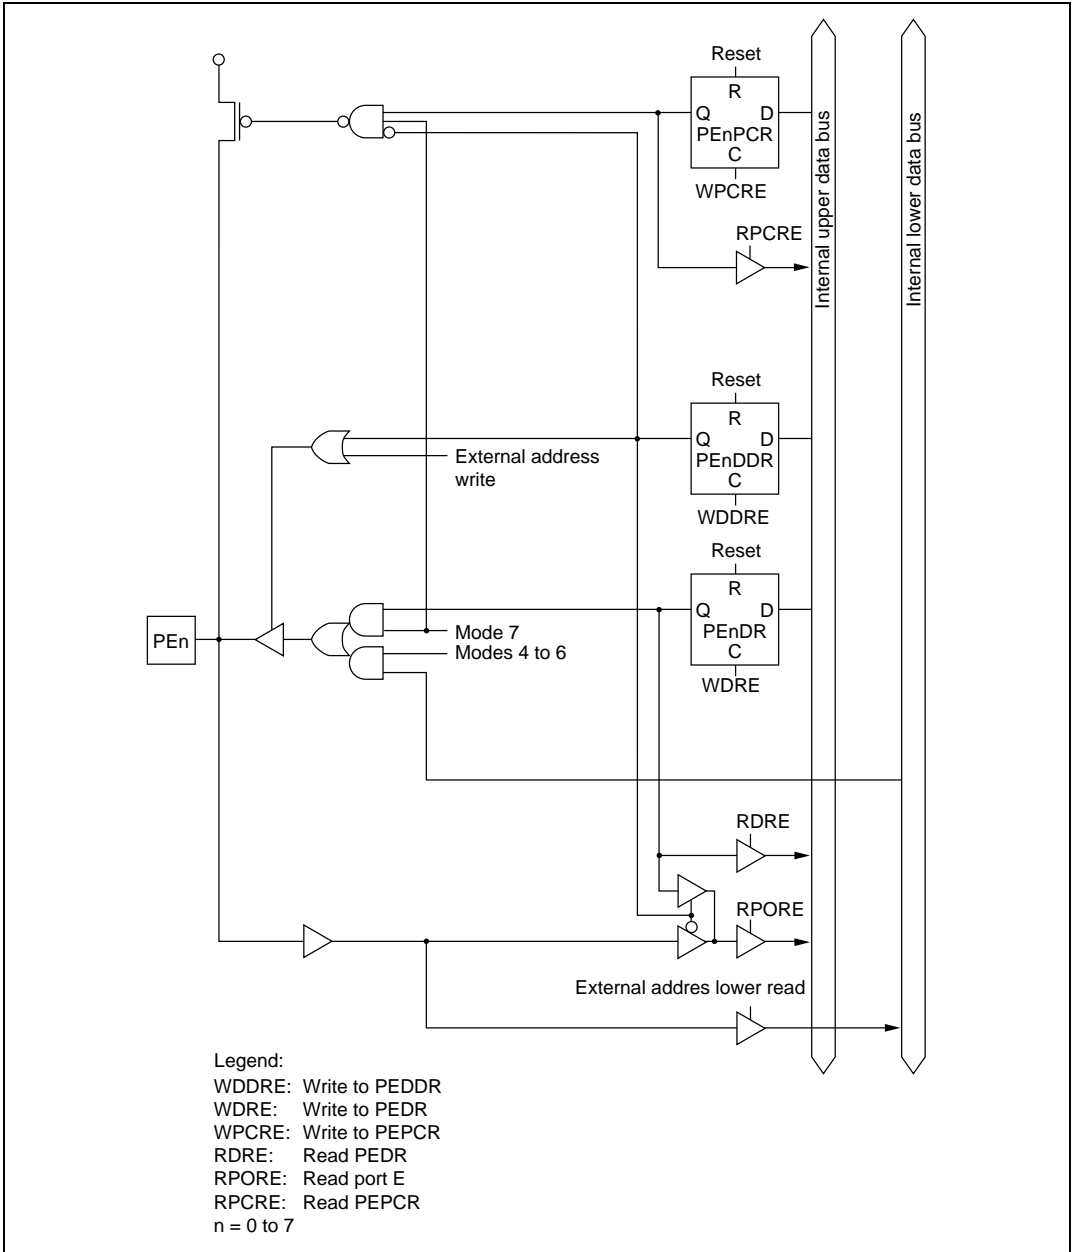 Reset
R
Q D
PEnPCR
C
WPCRE
RPCRE
Internal upper data bus
Internal lower data bus
Reset
R
Q D
PEnDDR
C
WDDRE
External address
write
Reset
R
Q D
PEnDR
C
WDRE
PEn
Mode 7
Modes 4 to 6
RDRE
RPORE
External addres lower read
Legend:
WDDRE: Write to PEDDR
WDRE: Write to PEDR
WPCRE: Write to PEPCR
RDRE: Read PEDR
RPORE: Read port E
RPCRE: Read PEPCR
n = 0 to 7